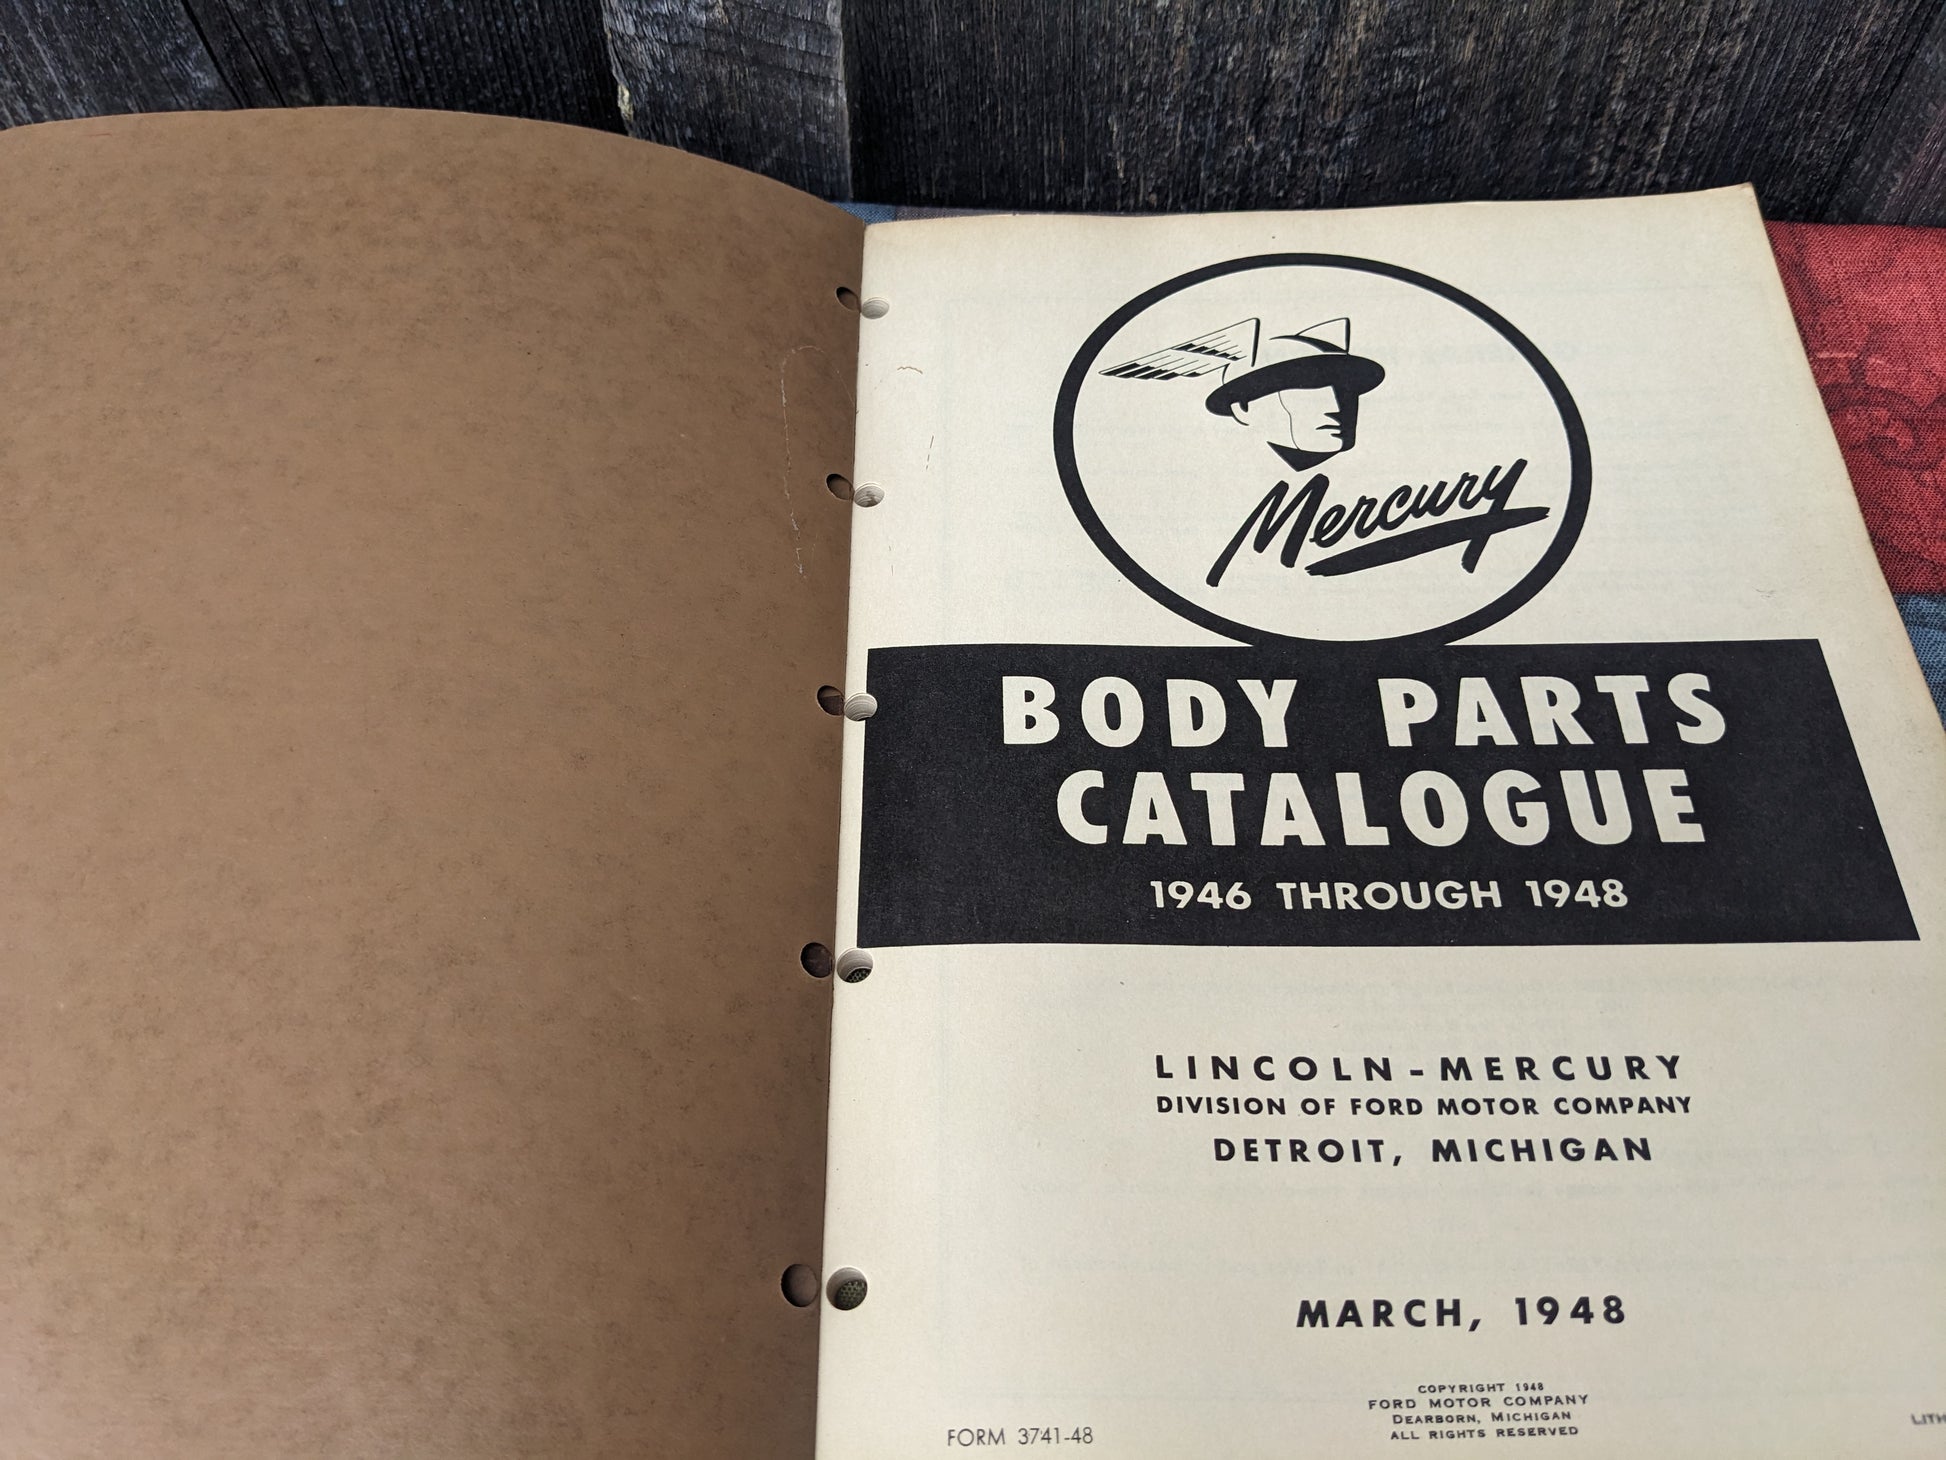 Mercury
BODY PARTS
CATALOGUE
1946 THROUGH 1948
LINCOLN-MERCURY
DIVISION OF FORD MOTOR COMPANY
DETROIT, MICHIGAN
MARCH, 1948
COPYRIGHT 1948
FORD MOTOR COMPANY
DEARBORN, MICHIGAN
ALL RIGHTS RESERVED
FORM 3741-48